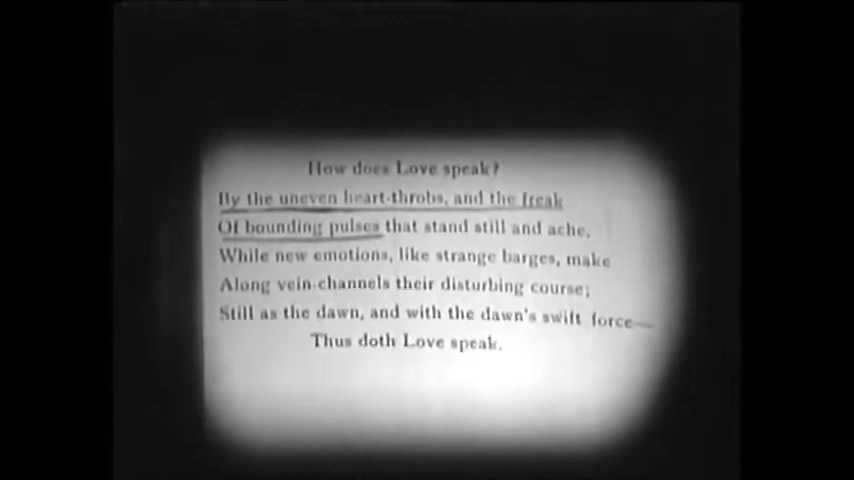 How does Love speak?
By the uneven heart-throbs, and the freak
Of bounding pulses that stand still and ache,
While new emotions, like strange barges, make
Along vein-channels their disturbing course;
Still as the dawn, and with the dawn's swift force—
Thus doth Love speak.